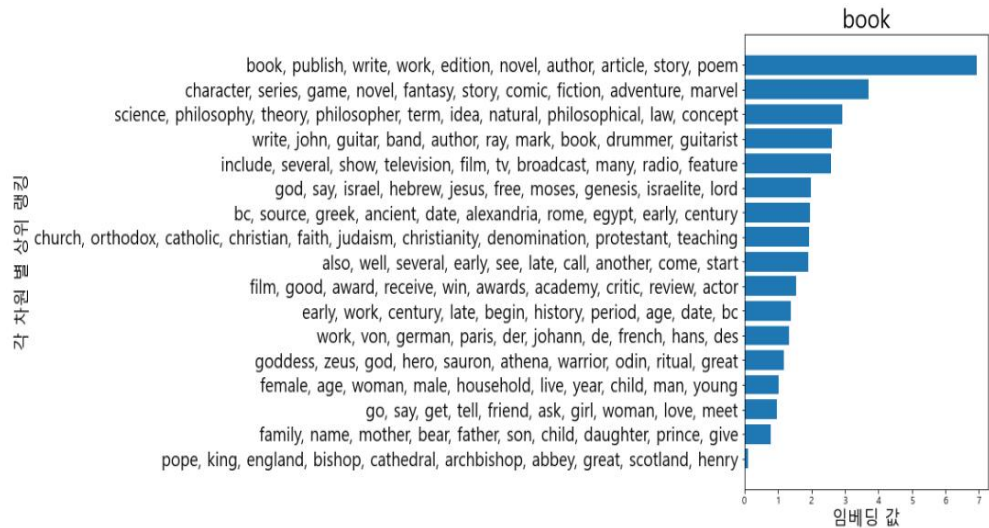 book
book, publish, write, work, edition, novel, author, article, story, poem
character, series, game, novel, fantasy, story, comic, fiction, adventure, marvel
science, philosophy, theory, philosopher, term, idea, natural, philosophical, law, concept
write, john, guitar, band, author, ray, mark, book, drummer, guitarist
include, several, show, television, film, tv, broadcast, many, radio, feature
god, say, israel, hebrew, jesus, free, moses, genesis, israelite, lord
bc, source, greek, ancient, date, alexandria, rome, egypt, early, century
church, orthodox, catholic, christian, faith, judaism, christianity, denomination, protestant, teaching
also, well, several, early, see, late, call, another, come, start
film, good, award, receive, win, awards, academy, critic, review, actor
early, work, century, late, begin, history, period, age, date, bc
work, von, german, paris, der, johann, de, french, hans, des
goddess, zeus, god, hero, sauron, athena, warrior, odin, ritual, great
female, age, woman, male, household, live, year, child, man, young
go, say, get, tell, friend, ask, girl, woman, love, meet
family, name, mother, bear, father, son, child, daughter, prince, give
pope, king, england, bishop, cathedral, archbishop, abbey, great, scotland, henry
각 차원 별 상위 랭킹
0 1 2 3 4 5 6 7
임베딩 값